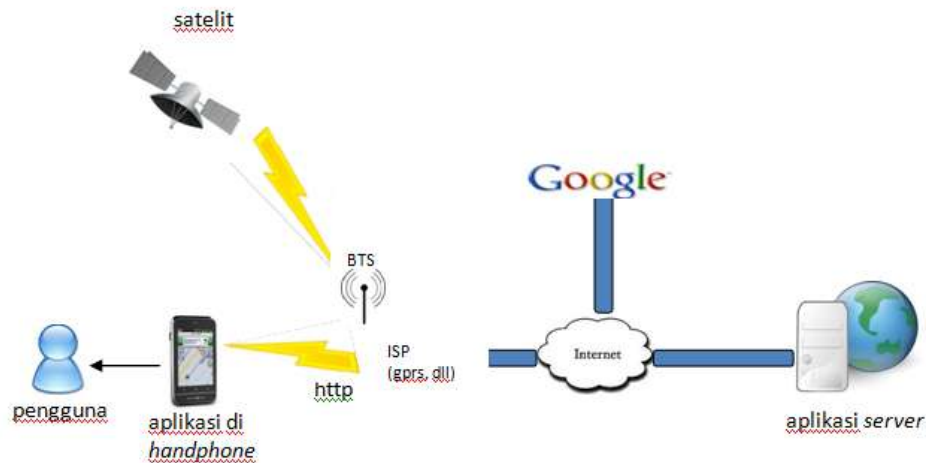 satelit
Google
BTS
ISP
(gprs, dll)
http
Internet
pengguna
aplikasi di
handphone
aplikasi server